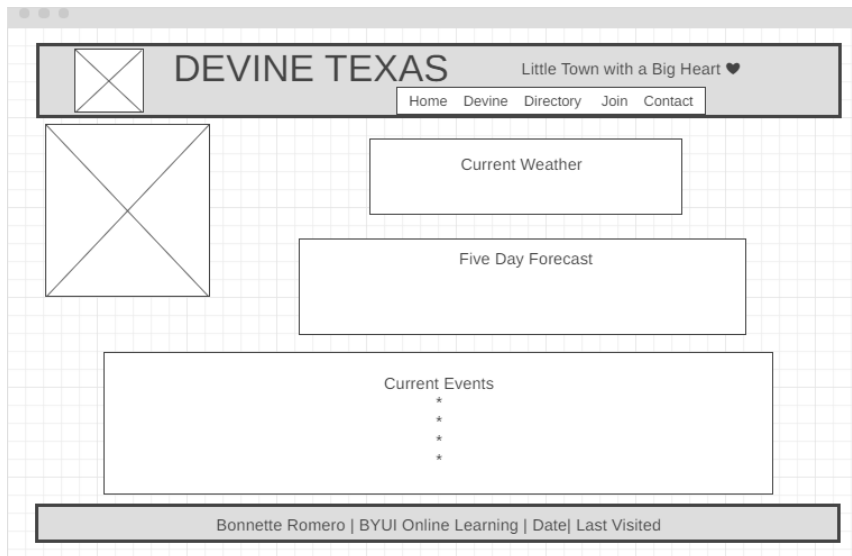 DEVINE TEXAS
Little Town with a Big Heart ♥
Home Devine Directory Join Contact
Current Weather
Five Day Forecast
Current Events
*
*
*
*
Bonnette Romero | BYUI Online Learning | Date| Last Visited